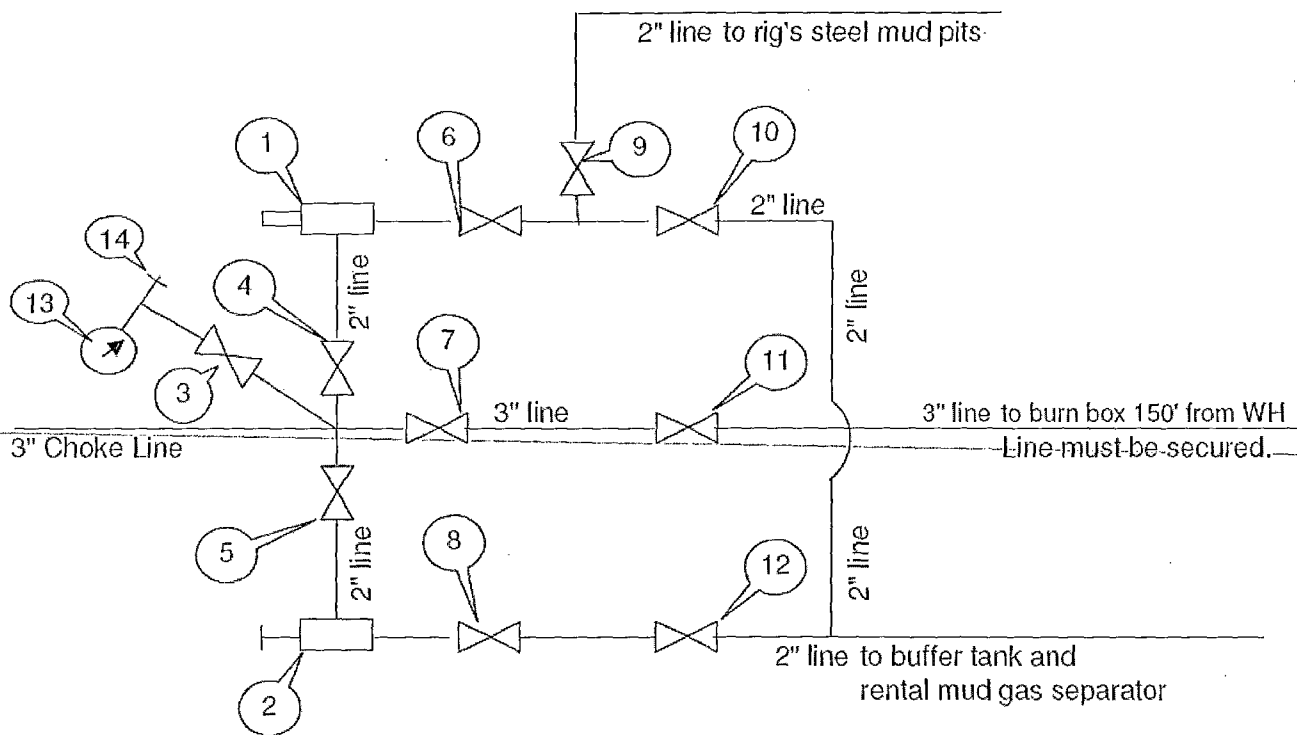 2" line to rig's steel mud pits
1
6
9
10
2" line
14
13
4
2" line
3
7
11
2" line
3" line
3" line to burn box 150' from WH
3" Choke Line
Line must be secured.
5
2" line
8
12
2" line
2
2" line to buffer tank and
rental mud gas separator